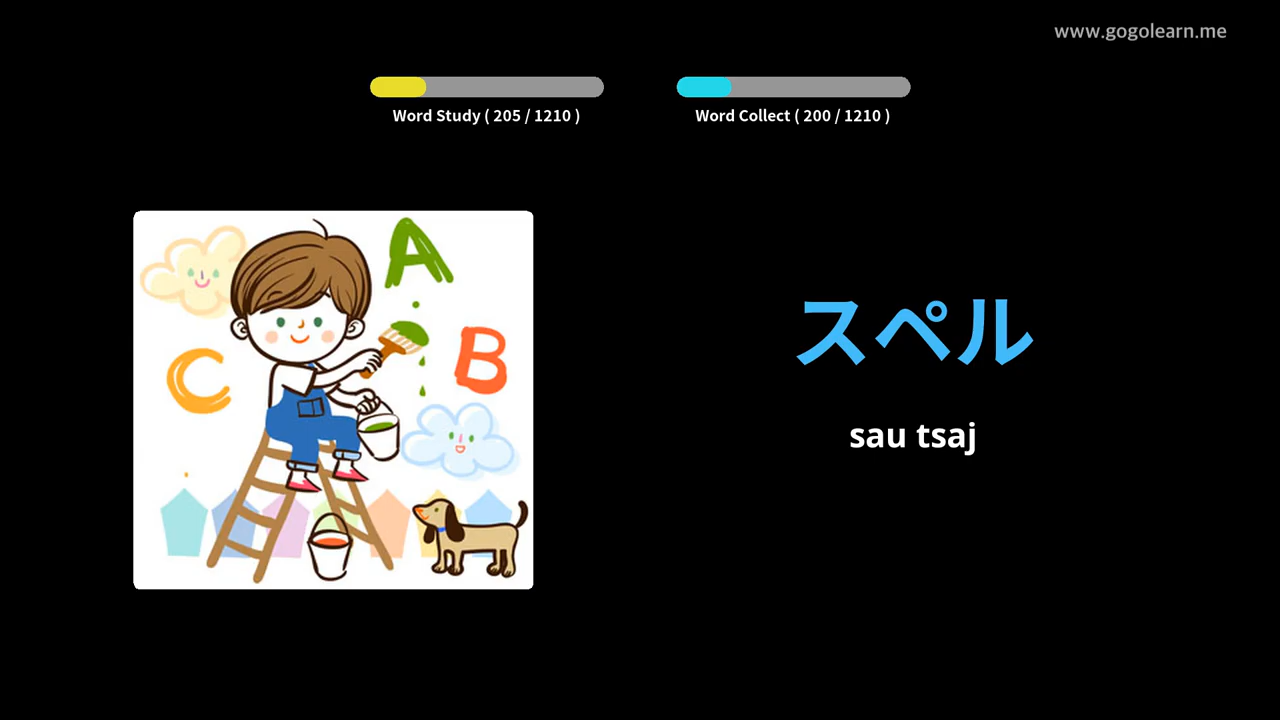 www.gogolearn.me
Word Study ( 205 / 1210 )
Word Collect ( 200 / 1210 )
A
B
C
スペル
sau tsaj